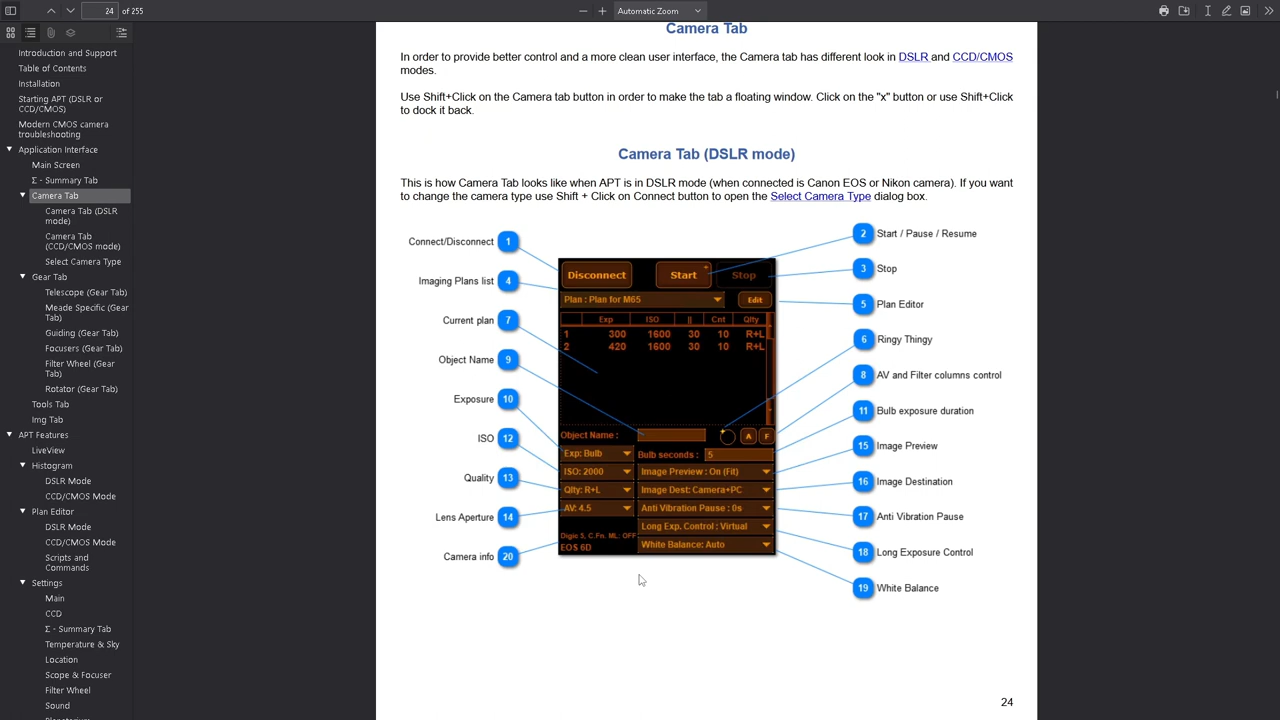 24
of 255
Automatic Zoom
Introduction and Support
Table of Contents
Installation
Starting APT (DSLR or
CCD/CMOS)
Modern CMOS camera
troubleshooting
Application Interface
Main Screen
Σ - Summary Tab
Camera Tab
Camera Tab (DSLR
mode)
Camera Tab
(CCD/CMOS mode)
Select Camera Type
Gear Tab
Telescope (Gear Tab)
Meade Specific (Gear
Tab)
Guiding (Gear Tab)
Focusers (Gear Tab)
Filter Wheel (Gear
Tab)
Rotator (Gear Tab)
Tools Tab
Img Tab
APT Features
LiveView
Histogram
DSLR Mode
CCD/CMOS Mode
Plan Editor
DSLR Mode
CCD/CMOS Mode
Scripts and
Commands
Settings
Main
CCD
Σ - Summary Tab
Temperature & Sky
Location
Scope & Focuser
Filter Wheel
Sound
Camera Tab
In order to provide better control and a more clean user interface, the Camera tab has different look in DSLR and CCD/CMOS
modes.
Use Shift+Click on the Camera tab button in order to make the tab a floating window. Click on the "x" button or use Shift+Click
to dock it back.
Camera Tab (DSLR mode)
This is how Camera Tab looks like when APT is in DSLR mode (when connected is Canon EOS or Nikon camera). If you want
to change the camera type use Shift + Click on Connect button to open the Select Camera Type dialog box.
Connect/Disconnect 1
Imaging Plans list 4
Current plan 7
Object Name 9
Exposure 10
ISO 12
Quality 13
Lens Aperture 14
Camera info 20
Disconnect Start Stop
Plan : Plan for M65 Edit
Exp ISO || Cnt Qlty
1 300 1600 30 10 R+L
2 420 1600 30 10 R+L
Object Name : A F
Exp: Bulb Bulb seconds : 5
ISO: 2000 Image Preview : On (Fit)
Qlty: R+L Image Dest: Camera+PC
AV: 4.5 Anti Vibration Pause : 0s
Long Exp. Control : Virtual
Digic 5, C.Fn. ML: OFF
EOS 6D White Balance: Auto
2 Start / Pause / Resume
3 Stop
5 Plan Editor
6 Ringy Thingy
8 AV and Filter columns control
11 Bulb exposure duration
15 Image Preview
16 Image Destination
17 Anti Vibration Pause
18 Long Exposure Control
19 White Balance
24